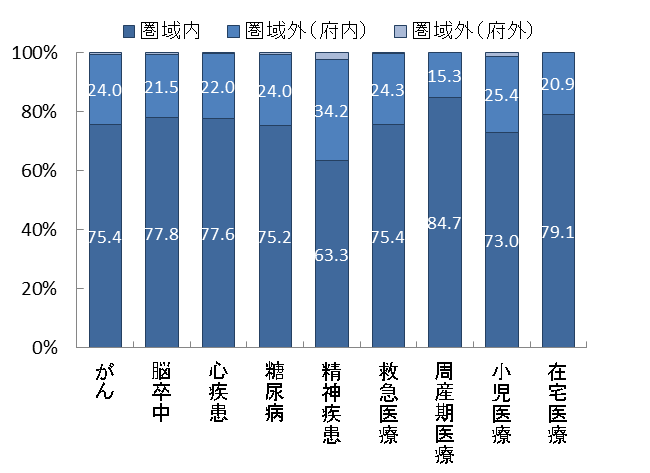 圏域内 圏域外（府内） 圏域外（府外）
100%
80%
60%
40%
20%
0%
24.0 21.5 22.0 24.0 34.2 24.3 15.3 25.4 20.9
75.4 77.8 77.6 75.2 63.3 75.4 84.7 73.0 79.1
がん
脳卒中
心疾患
糖尿病
精神疾患
救急医療
周産期医療
小児医療
在宅医療